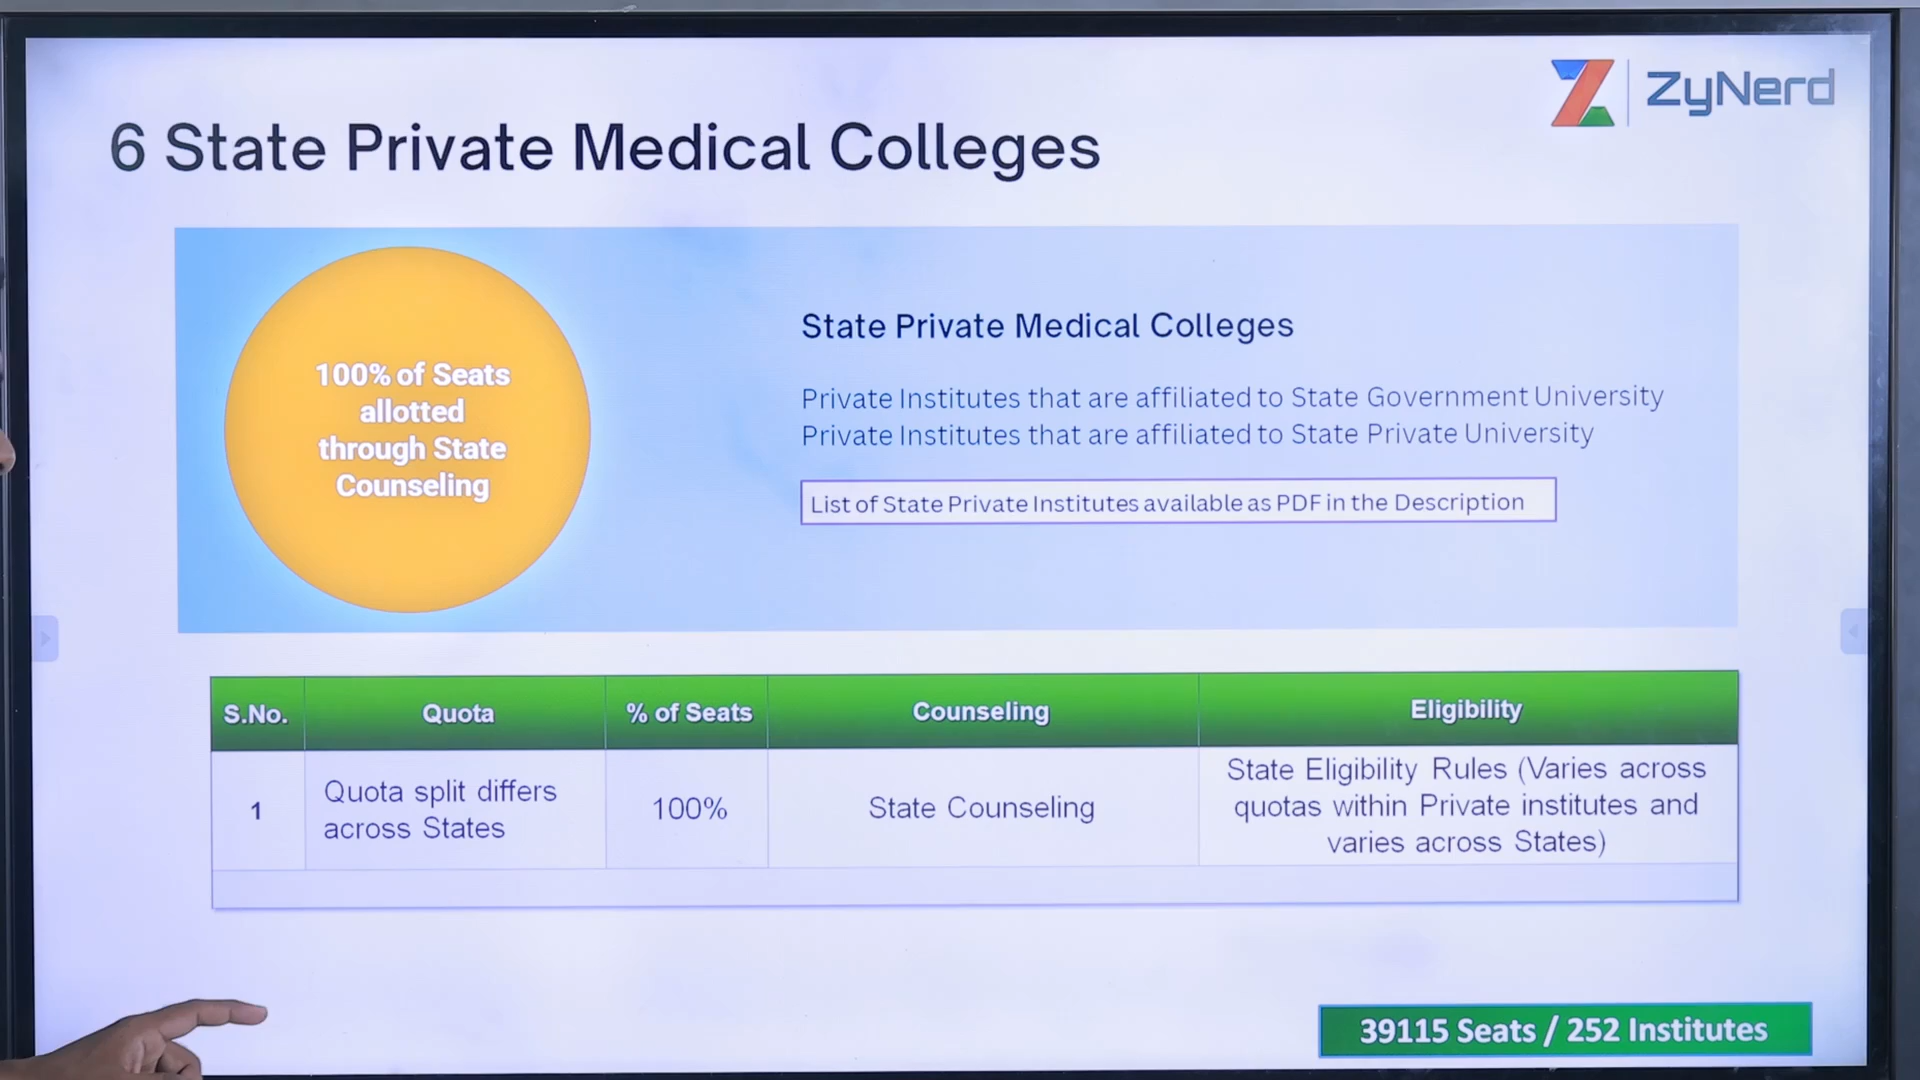 ZyNerd
6 State Private Medical Colleges
100% of Seats
allotted
through State
Counseling
State Private Medical Colleges
Private Institutes that are affiliated to State Government University
Private Institutes that are affiliated to State Private University
List of State Private Institutes available as PDF in the Description
S.No. Quota % of Seats Counseling Eligibility
1 Quota split differs across States 100% State Counseling State Eligibility Rules (Varies across quotas within Private institutes and varies across States)
39115 Seats / 252 Institutes